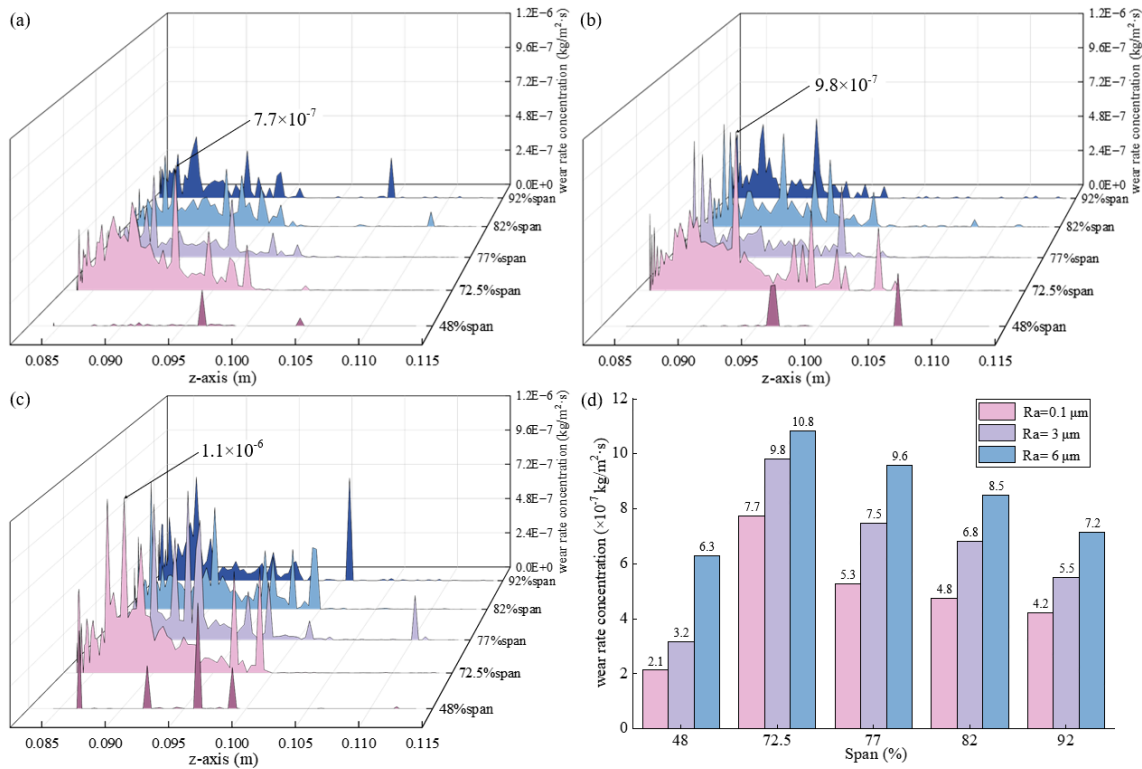 (a)
1.2E-6
9.6E-7
7.2E-7
4.8E-7
2.4E-7
0.0E+0
wear rate concentration (kg/m²·s)
7.7×10⁻⁷
92%span
82%span
77%span
72.5%span
48%span
0.085 0.090 0.095 0.100 0.105 0.110 0.115
z-axis (m)
(b)
1.2E-6
9.6E-7
7.2E-7
4.8E-7
2.4E-7
0.0E+0
wear rate concentration (kg/m²·s)
9.8×10⁻⁷
92%span
82%span
77%span
72.5%span
48%span
0.085 0.090 0.095 0.100 0.105 0.110 0.115
z-axis (m)
(c)
1.2E-6
9.6E-7
7.2E-7
4.8E-7
2.4E-7
0.0E+0
wear rate concentration (kg/m²·s)
1.1×10⁻⁶
92%span
82%span
77%span
72.5%span
48%span
0.085 0.090 0.095 0.100 0.105 0.110 0.115
z-axis (m)
(d)
wear rate concentration (×10⁻⁷ kg/m²·s)
12
10
8
6
4
2
0
Ra= 0.1 μm
Ra= 3 μm
Ra= 6 μm
2.1 3.2 6.3
7.7 9.8 10.8
5.3 7.5 9.6
4.8 6.8 8.5
4.2 5.5 7.2
48 72.5 77 82 92
Span (%)